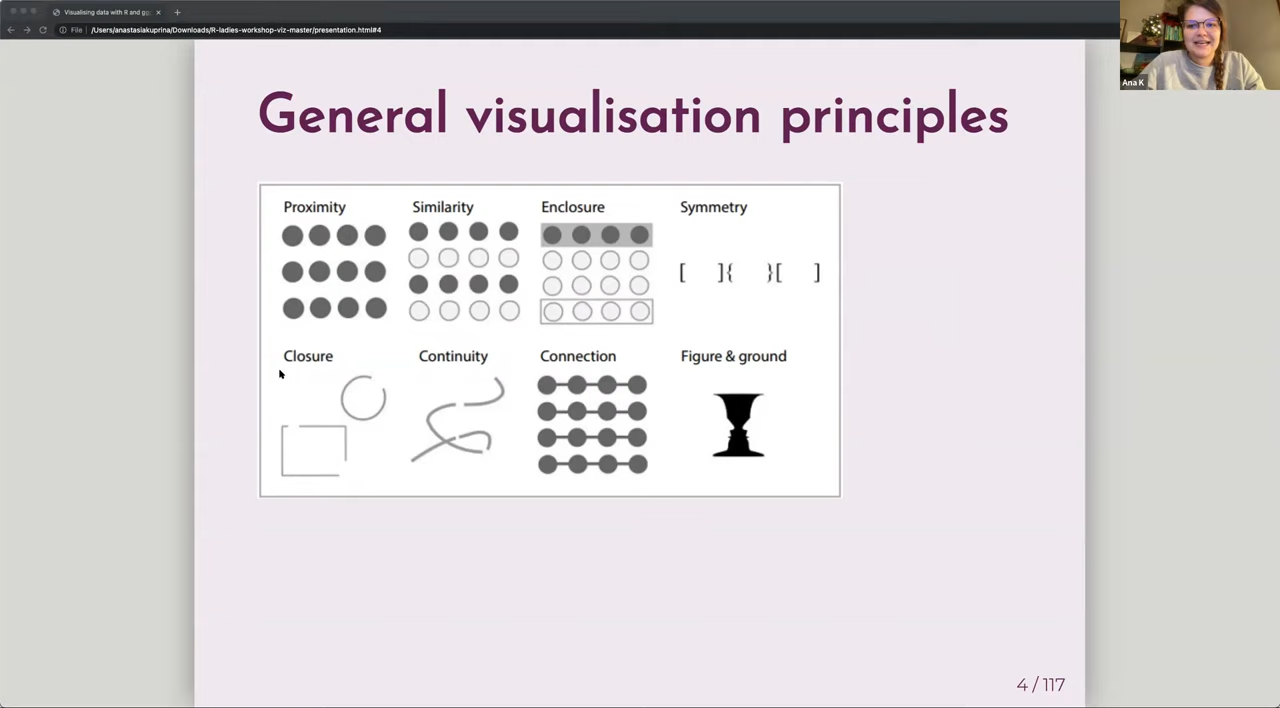 Visualising data with R and gg
File
/Users/anastasiakuprina/Downloads/R-ladies-workshop-viz-master/presentation.html#4
Ana K
General visualisation principles
Proximity
Similarity
Enclosure
Symmetry
[ ]{ }[ ]
Closure
Continuity
Connection
Figure & ground
4 / 117